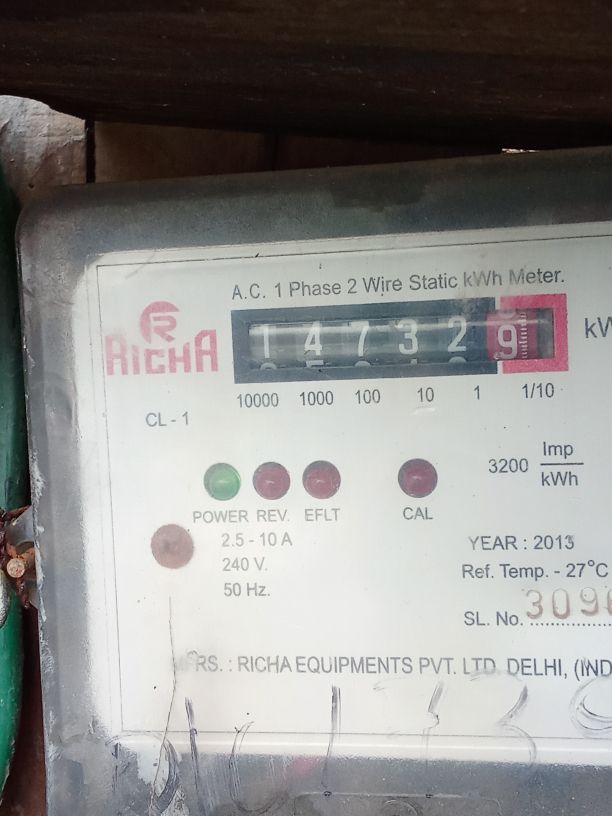 A.C. 1 Phase 2 Wire Static kWh Meter.
RICHA
1 4 7 3 2 9
10000 1000 100 10 1 1/10
CL - 1
3200 Imp
kWh
POWER REV. EFLT CAL
2.5 - 10 A
240 V.
50 Hz.
YEAR : 2013
Ref. Temp. - 27°C
SL. No.
RICHA EQUIPMENTS PVT. LTD. DELHI,